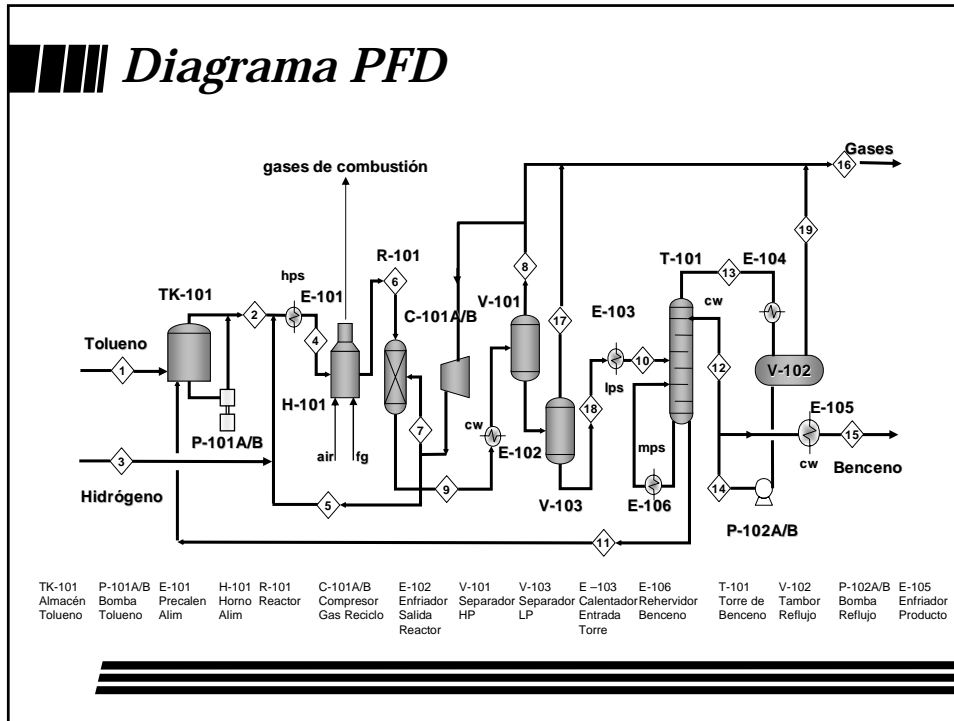 Diagrama PFD
gases de combustión
Gases
16
19
8
17
R-101
6
T-101
13
E-104
hps
E-101
C-101A/B
V-101
E-103
cw
TK-101
2
4
Tolueno
1
10
12
V-102
lps
18
H-101
7
cw
E-102
E-105
15
P-101A/B
mps
3
air
fg
9
cw
Benceno
Hidrógeno
5
V-103
E-106
14
P-102A/B
11
TK-101 P-101A/B E-101 H-101 R-101 C-101A/B E-102 V-101 V-103 E –103 E-106 T-101 V-102 P-102A/B E-105
Almacén Bomba Precalen Horno Reactor Compresor Enfriador Separador Separador Calentador Rehervidor Torre de Tambor Bomba Enfriador
Tolueno Tolueno Alim Alim Gas Reciclo Salida HP LP Entrada Benceno Benceno Reflujo Reflujo Producto
Reactor Torre